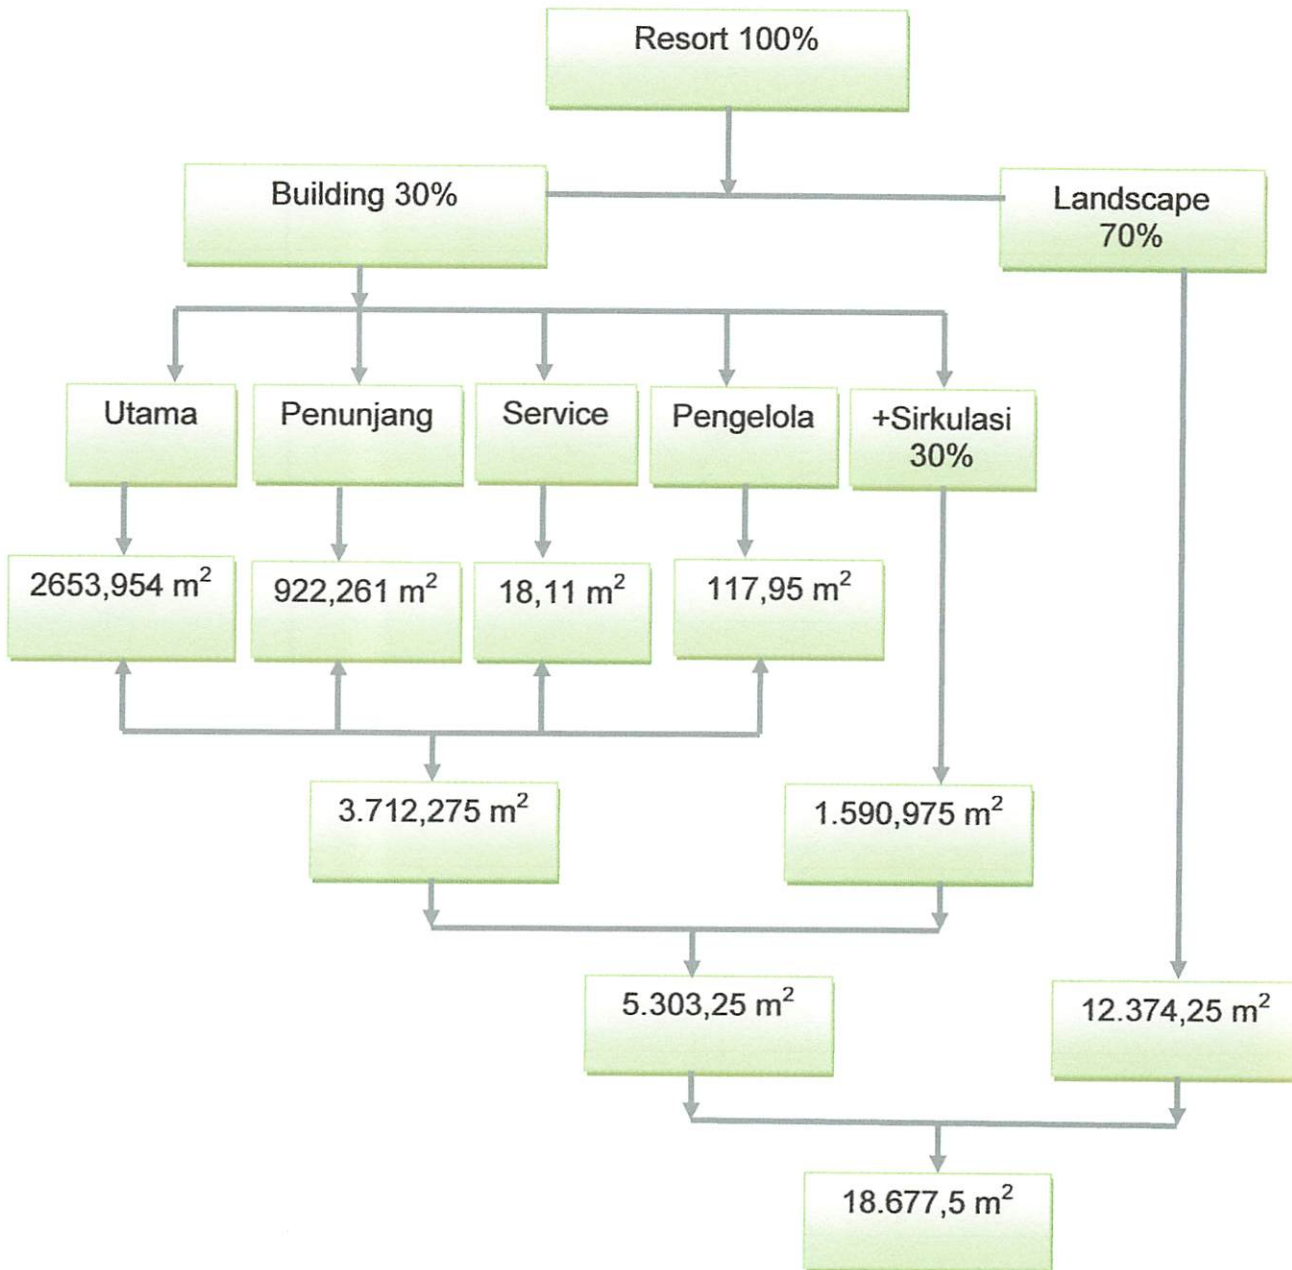 Resort 100%
Building 30%
Landscape
70%
Utama
Penunjang
Service
Pengelola
+Sirkulasi
30%
2653,954 m²
922,261 m²
18,11 m²
117,95 m²
3.712,275 m²
1.590,975 m²
5.303,25 m²
12.374,25 m²
18.677,5 m²